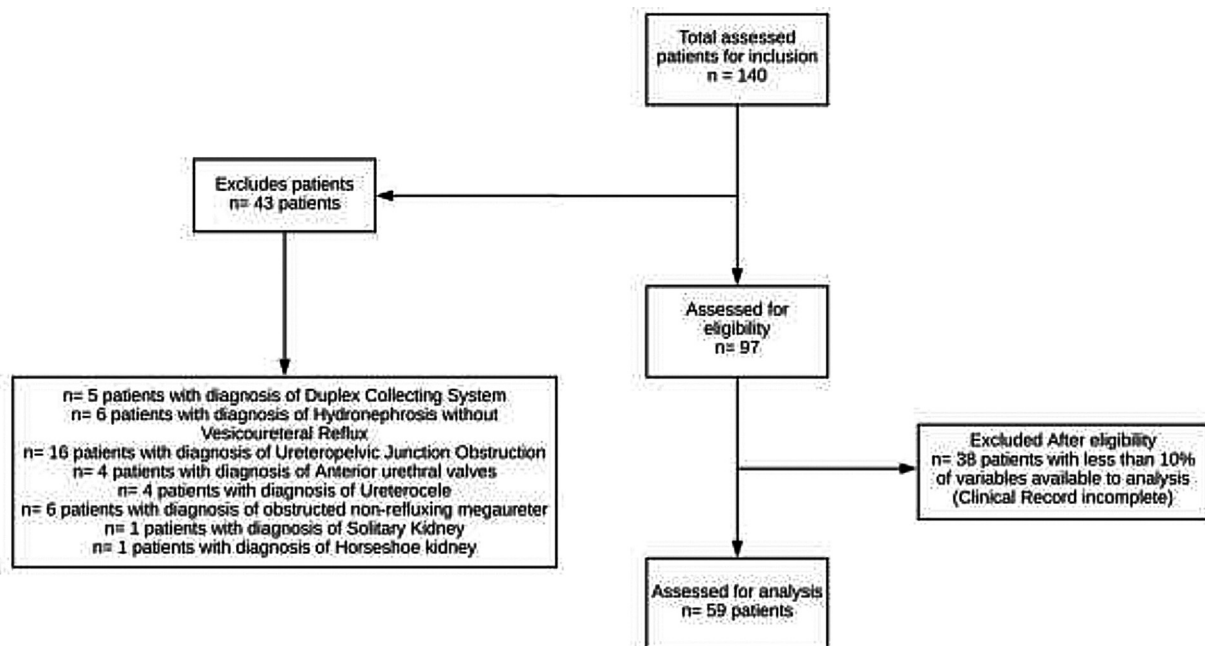 Total assessed
patients for inclusion
n = 140
Excludes patients
n= 43 patients
Assessed for
eligibility
n= 97
n= 5 patients with diagnosis of Duplex Collecting System
n= 6 patients with diagnosis of Hydronephrosis without
Vesicoureteral Reflux
n= 16 patients with diagnosis of Ureteropelvic Junction Obstruction
n= 4 patients with diagnosis of Anterior urethral valves
n= 4 patients with diagnosis of Ureterocele
n= 6 patients with diagnosis of obstructed non-refluxing megaureter
n= 1 patients with diagnosis of Solitary Kidney
n= 1 patients with diagnosis of Horseshoe kidney
Excluded After eligibility
n= 38 patients with less than 10%
of variables available to analysis
(Clinical Record incomplete)
Assessed for analysis
n= 59 patients